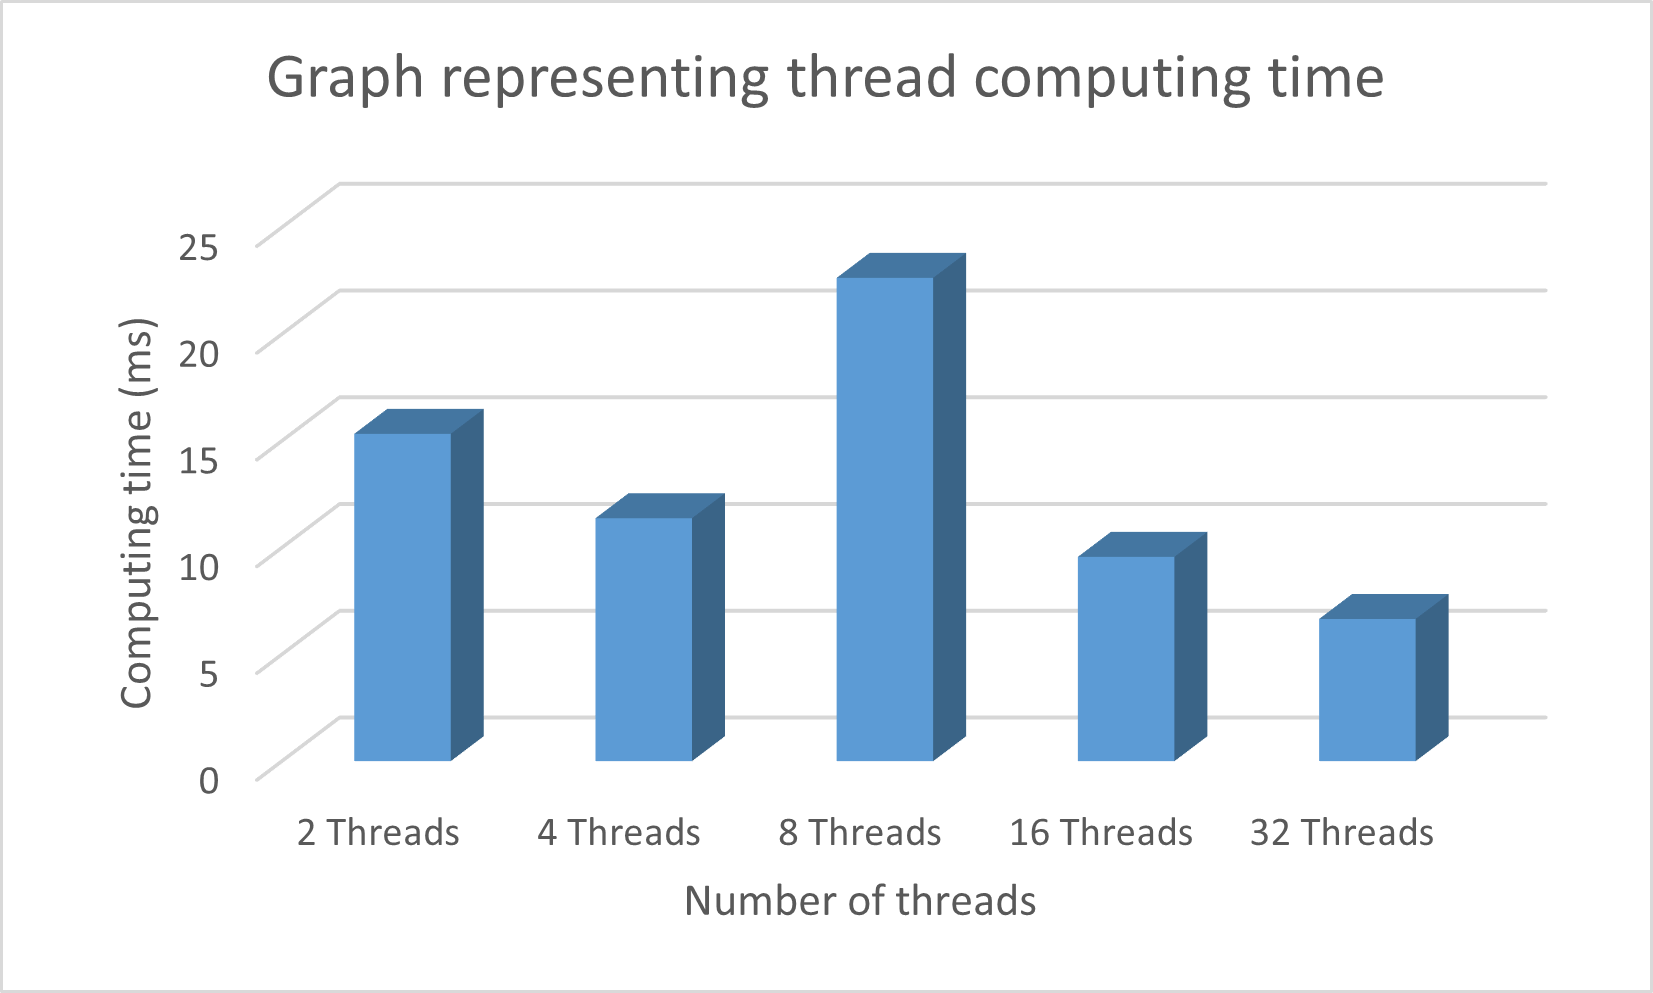 Graph representing thread computing time
25
20
15
10
5
0
Computing time (ms)
2 Threads
4 Threads
8 Threads
16 Threads
32 Threads
Number of threads